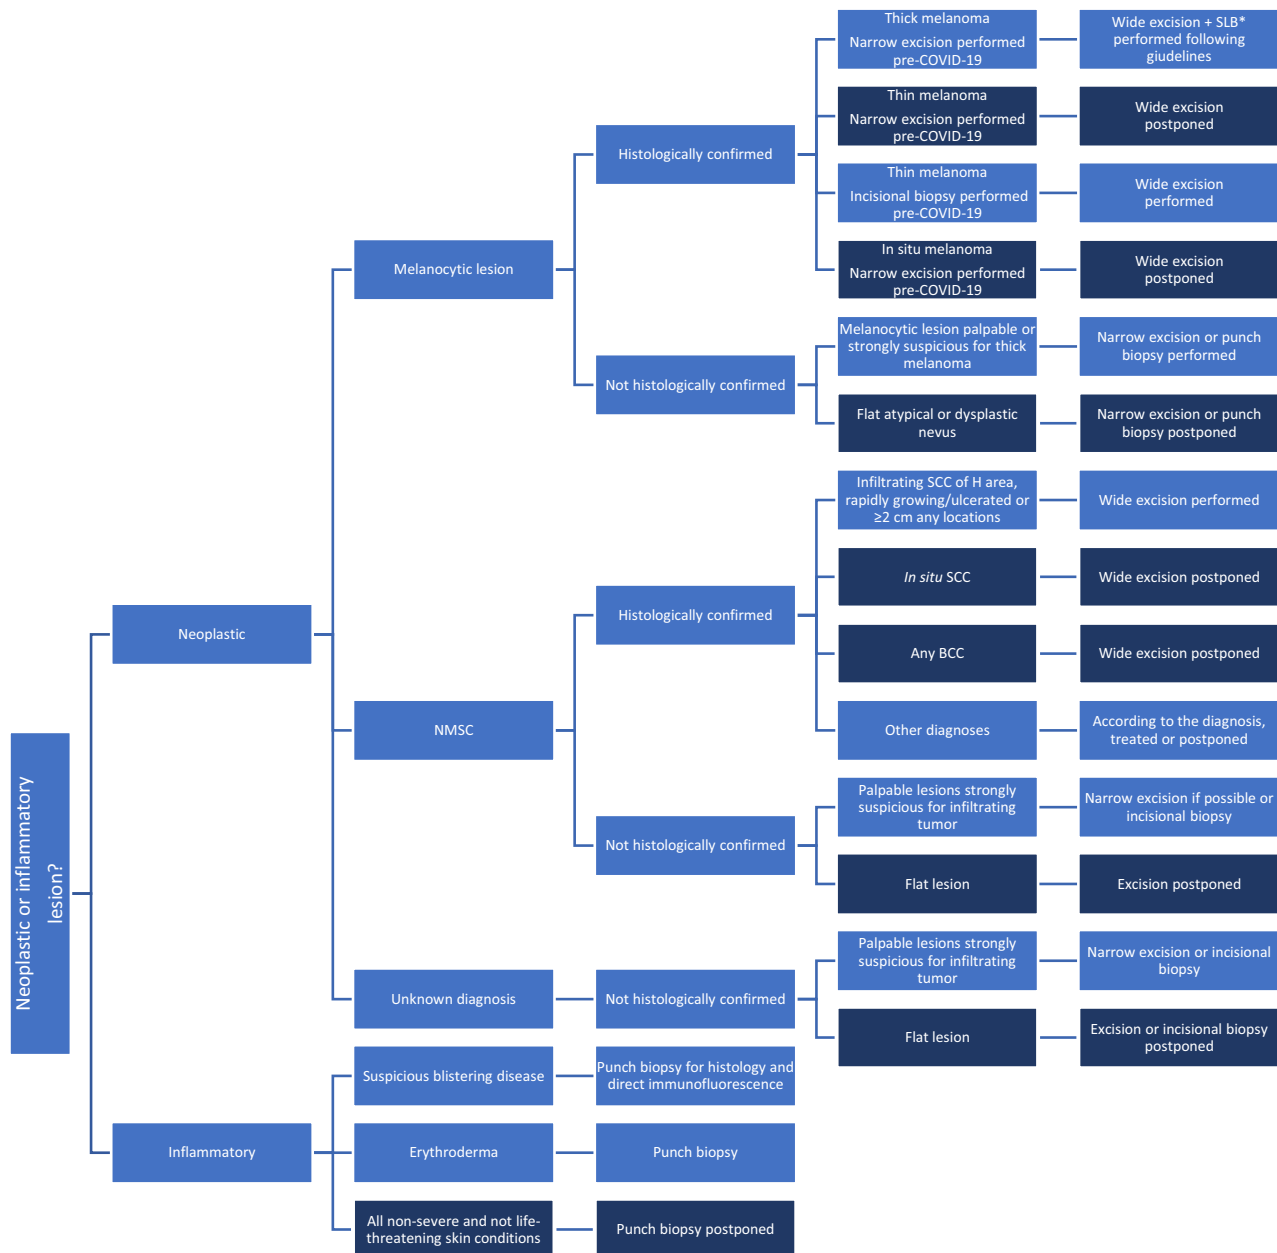 Neoplastic or inflammatory
lesion?
Neoplastic
Melanocytic lesion
Histologically confirmed
Thick melanoma
Narrow excision performed
pre-COVID-19
Wide excision + SLB*
performed following
giudelines
Thin melanoma
Narrow excision performed
pre-COVID-19
Wide excision
postponed
Thin melanoma
Incisional biopsy performed
pre-COVID-19
Wide excision
performed
In situ melanoma
Narrow excision performed
pre-COVID-19
Wide excision
postponed
Not histologically confirmed
Melanocytic lesion palpable or
strongly suspicious for thick
melanoma
Narrow excision or punch
biopsy performed
Flat atypical or dysplastic
nevus
Narrow excision or punch
biopsy postponed
NMSC
Histologically confirmed
Infiltrating SCC of H area,
rapidly growing/ulcerated or
≥2 cm any locations
Wide excision performed
In situ SCC
Wide excision postponed
Any BCC
Wide excision postponed
Other diagnoses
According to the diagnosis,
treated or postponed
Not histologically confirmed
Palpable lesions strongly
suspicious for infiltrating
tumor
Narrow excision if possible or
incisional biopsy
Flat lesion
Excision postponed
Unknown diagnosis
Not histologically confirmed
Palpable lesions strongly
suspicious for infiltrating
tumor
Narrow excision or incisional
biopsy
Flat lesion
Excision or incisional biopsy
postponed
Inflammatory
Suspicious blistering disease
Punch biopsy for histology and
direct immunofluorescence
Erythroderma
Punch biopsy
All non-severe and not life-
threatening skin conditions
Punch biopsy postponed